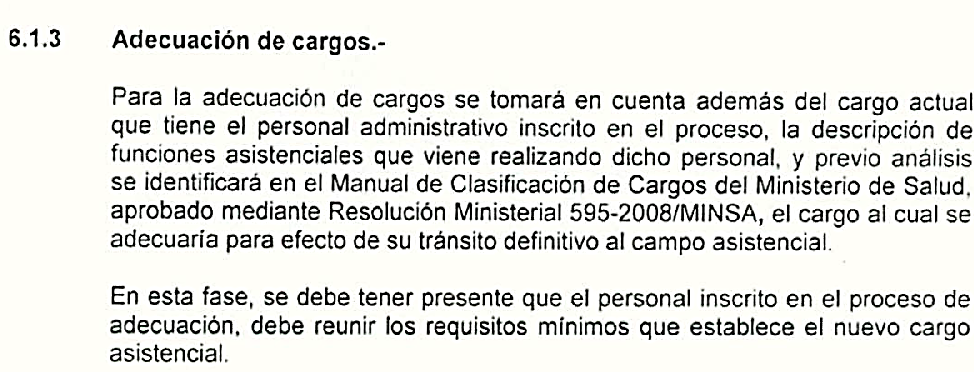 6.1.3 Adecuación de cargos.-
Para la adecuación de cargos se tomará en cuenta además del cargo actual
que tiene el personal administrativo inscrito en el proceso, la descripción de
funciones asistenciales que viene realizando dicho personal, y previo análisis
se identificará en el Manual de Clasificación de Cargos del Ministerio de Salud,
aprobado mediante Resolución Ministerial 595-2008/MINSA, el cargo al cual se
adecuaría para efecto de su tránsito definitivo al campo asistencial.
En esta fase, se debe tener presente que el personal inscrito en el proceso de
adecuación, debe reunir los requisitos mínimos que establece el nuevo cargo
asistencial.